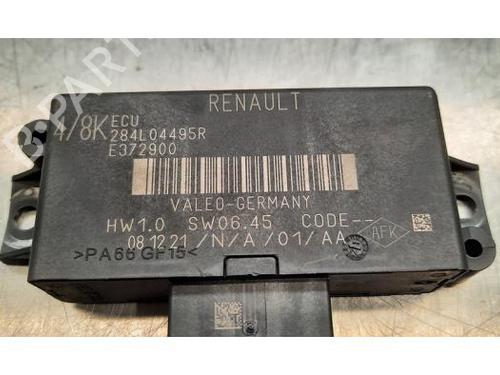 RENAULT
4/8K ECU
284L04495R
E372900
VALEO-GERMANY
HW1.0 SW06.45 CODE--
08.12.21 /N/A/01/AA
AFK
>PA66 GF15<